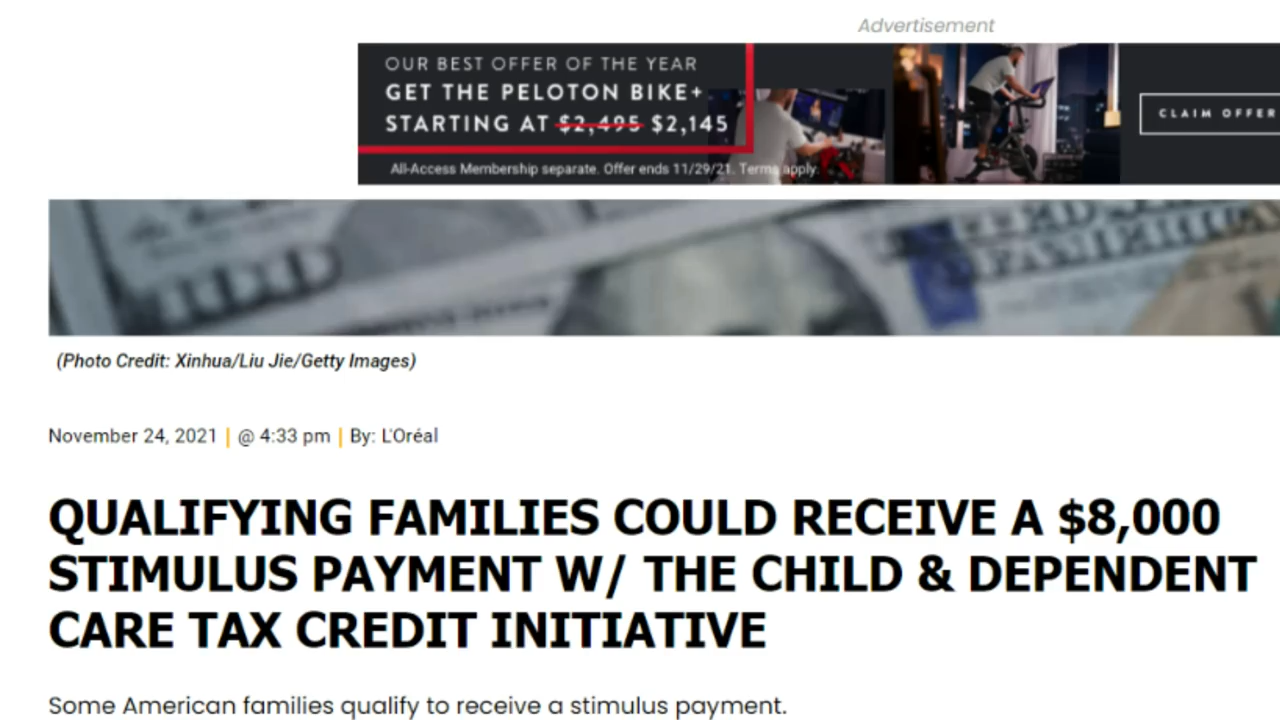 Advertisement
OUR BEST OFFER OF THE YEAR
GET THE PELOTON BIKE+
STARTING AT $2,495 $2,145
CLAIM OFFER
All-Access Membership separate. Offer ends 11/29/21. Terms apply.
(Photo Credit: Xinhua/Liu Jie/Getty Images)
November 24, 2021 | @ 4:33 pm | By: L'Oréal
QUALIFYING FAMILIES COULD RECEIVE A $8,000
STIMULUS PAYMENT W/ THE CHILD & DEPENDENT
CARE TAX CREDIT INITIATIVE
Some American families qualify to receive a stimulus payment.